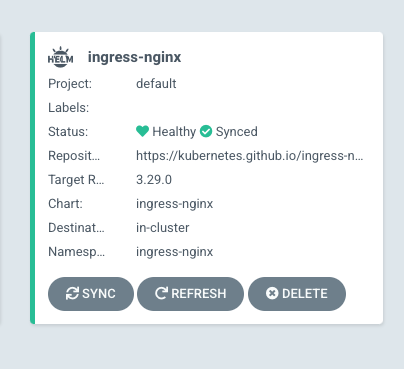 HELM ingress-nginx
Project: default
Labels:
Status: Healthy Synced
Reposit... https://kubernetes.github.io/ingress-n...
Target R... 3.29.0
Chart: ingress-nginx
Destinat... in-cluster
Namesp... ingress-nginx
SYNC REFRESH DELETE